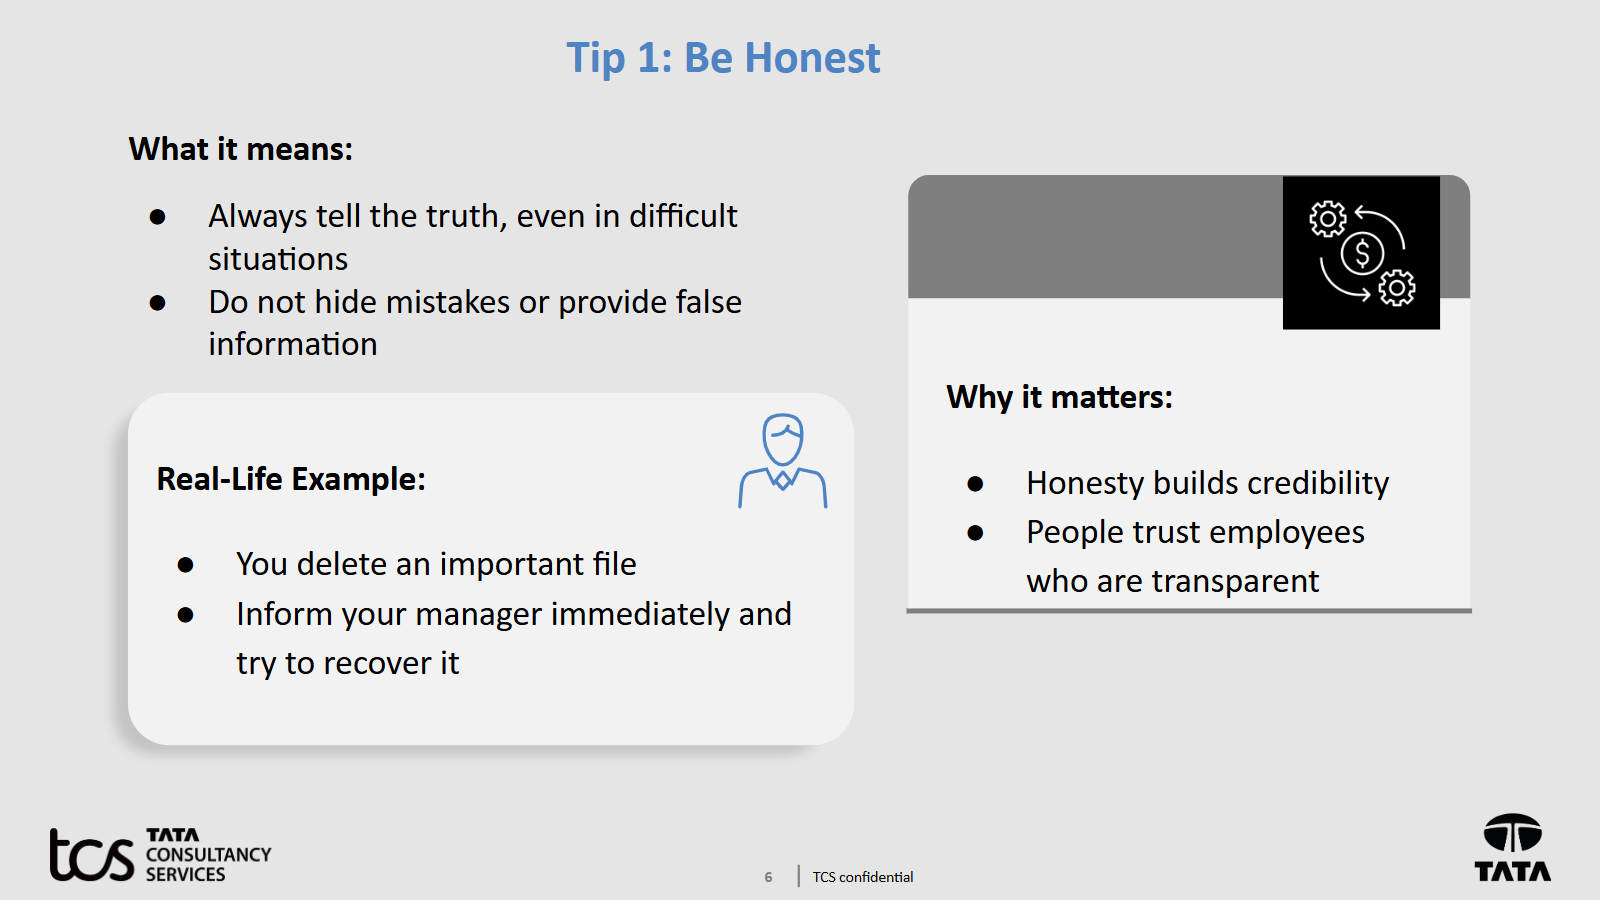 Tip 1: Be Honest
What it means:
● Always tell the truth, even in difficult
situations
● Do not hide mistakes or provide false
information
Real-Life Example:
● You delete an important file
● Inform your manager immediately and
try to recover it
$
Why it matters:
● Honesty builds credibility
● People trust employees
who are transparent
tcs TATA
CONSULTANCY
SERVICES
6 | TCS confidential
TATA